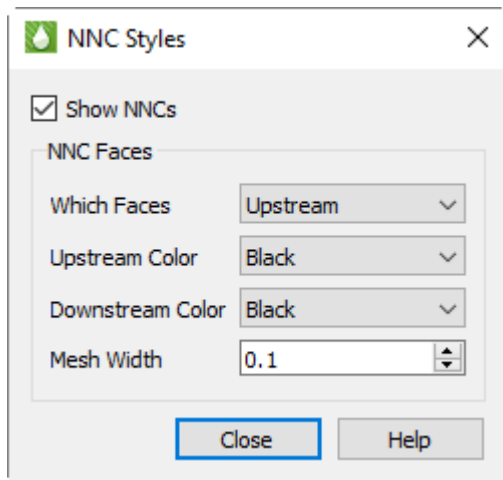 NNC Styles
Show NNCs
NNC Faces
Which Faces Upstream
Upstream Color Black
Downstream Color Black
Mesh Width 0.1
Close Help